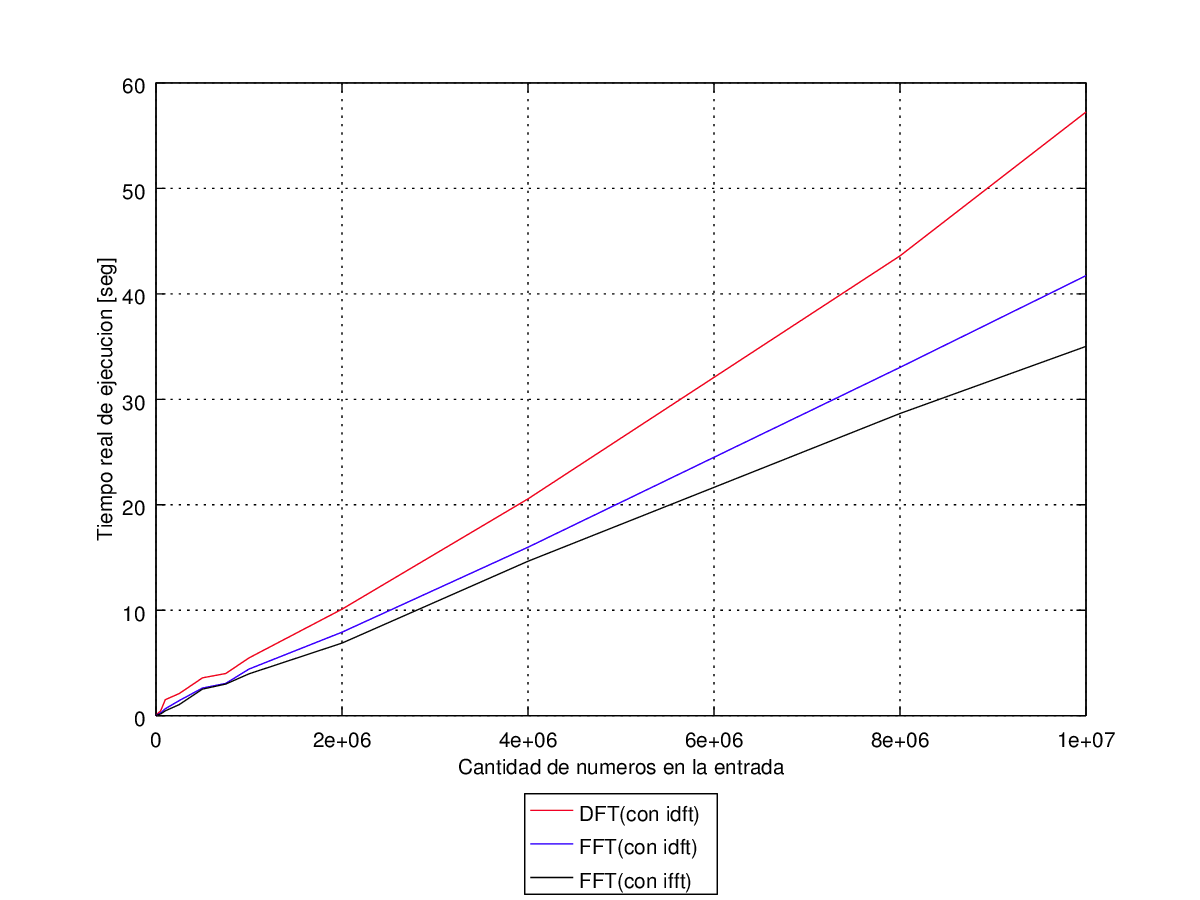 60
50
40
30
20
10
0
Tiempo real de ejecucion [seg]
0 2e+06 4e+06 6e+06 8e+06 1e+07
Cantidad de numeros en la entrada
DFT(con idft)
FFT(con idft)
FFT(con ifft)